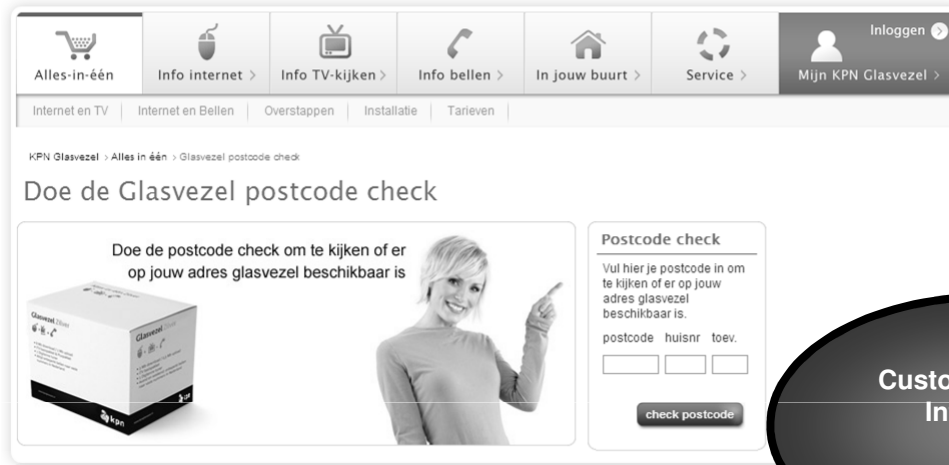 Inloggen
Alles-in-één
Info internet >
Info TV-kijken >
Info bellen >
In jouw buurt >
Service >
Mijn KPN Glasvezel >
Internet en TV
Internet en Bellen
Overstappen
Installatie
Tarieven
KPN Glasvezel > Alles in één > Glasvezel postcode check
Doe de Glasvezel postcode check
Doe de postcode check om te kijken of er
op jouw adres glasvezel beschikbaar is
Glasvezel
Glasvezel
kpn
Postcode check
Vul hier je postcode in om
te kijken of er op jouw
adres glasvezel
beschikbaar is.
postcode huisnr toev.
check postcode
Custo
In